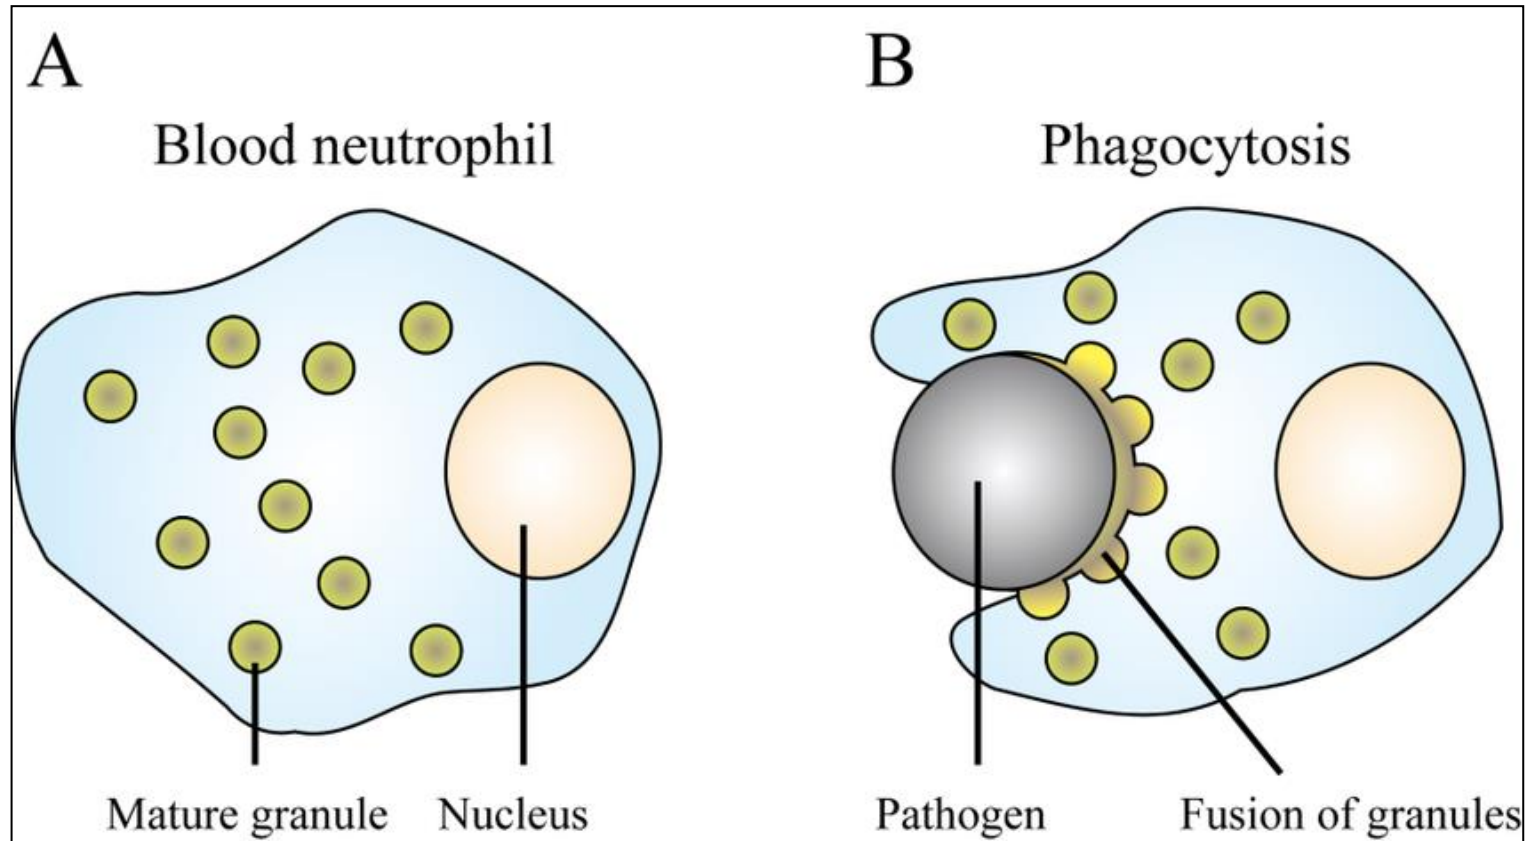 A
B
Blood neutrophil
Phagocytosis
Mature granule
Nucleus
Pathogen
Fusion of granules